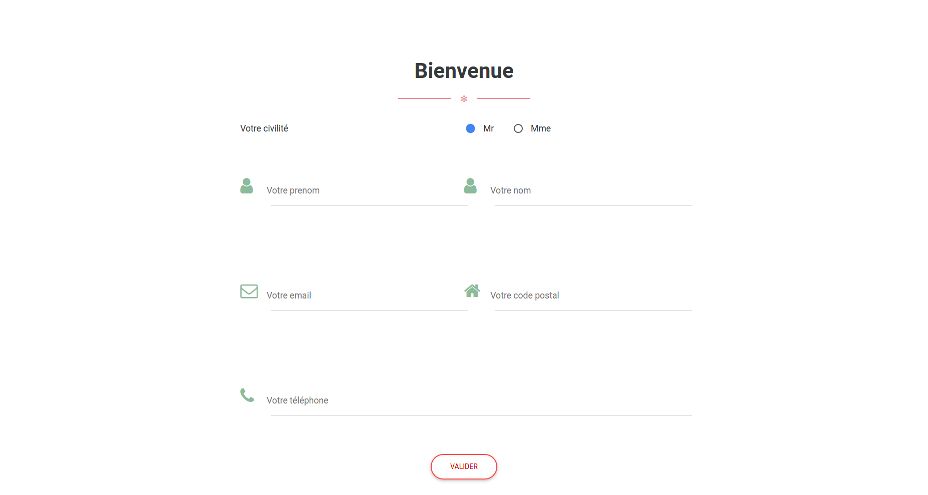 Bienvenue
Votre civilité Mr Mme
Votre prenom Votre nom
Votre email Votre code postal
Votre téléphone
VALIDER